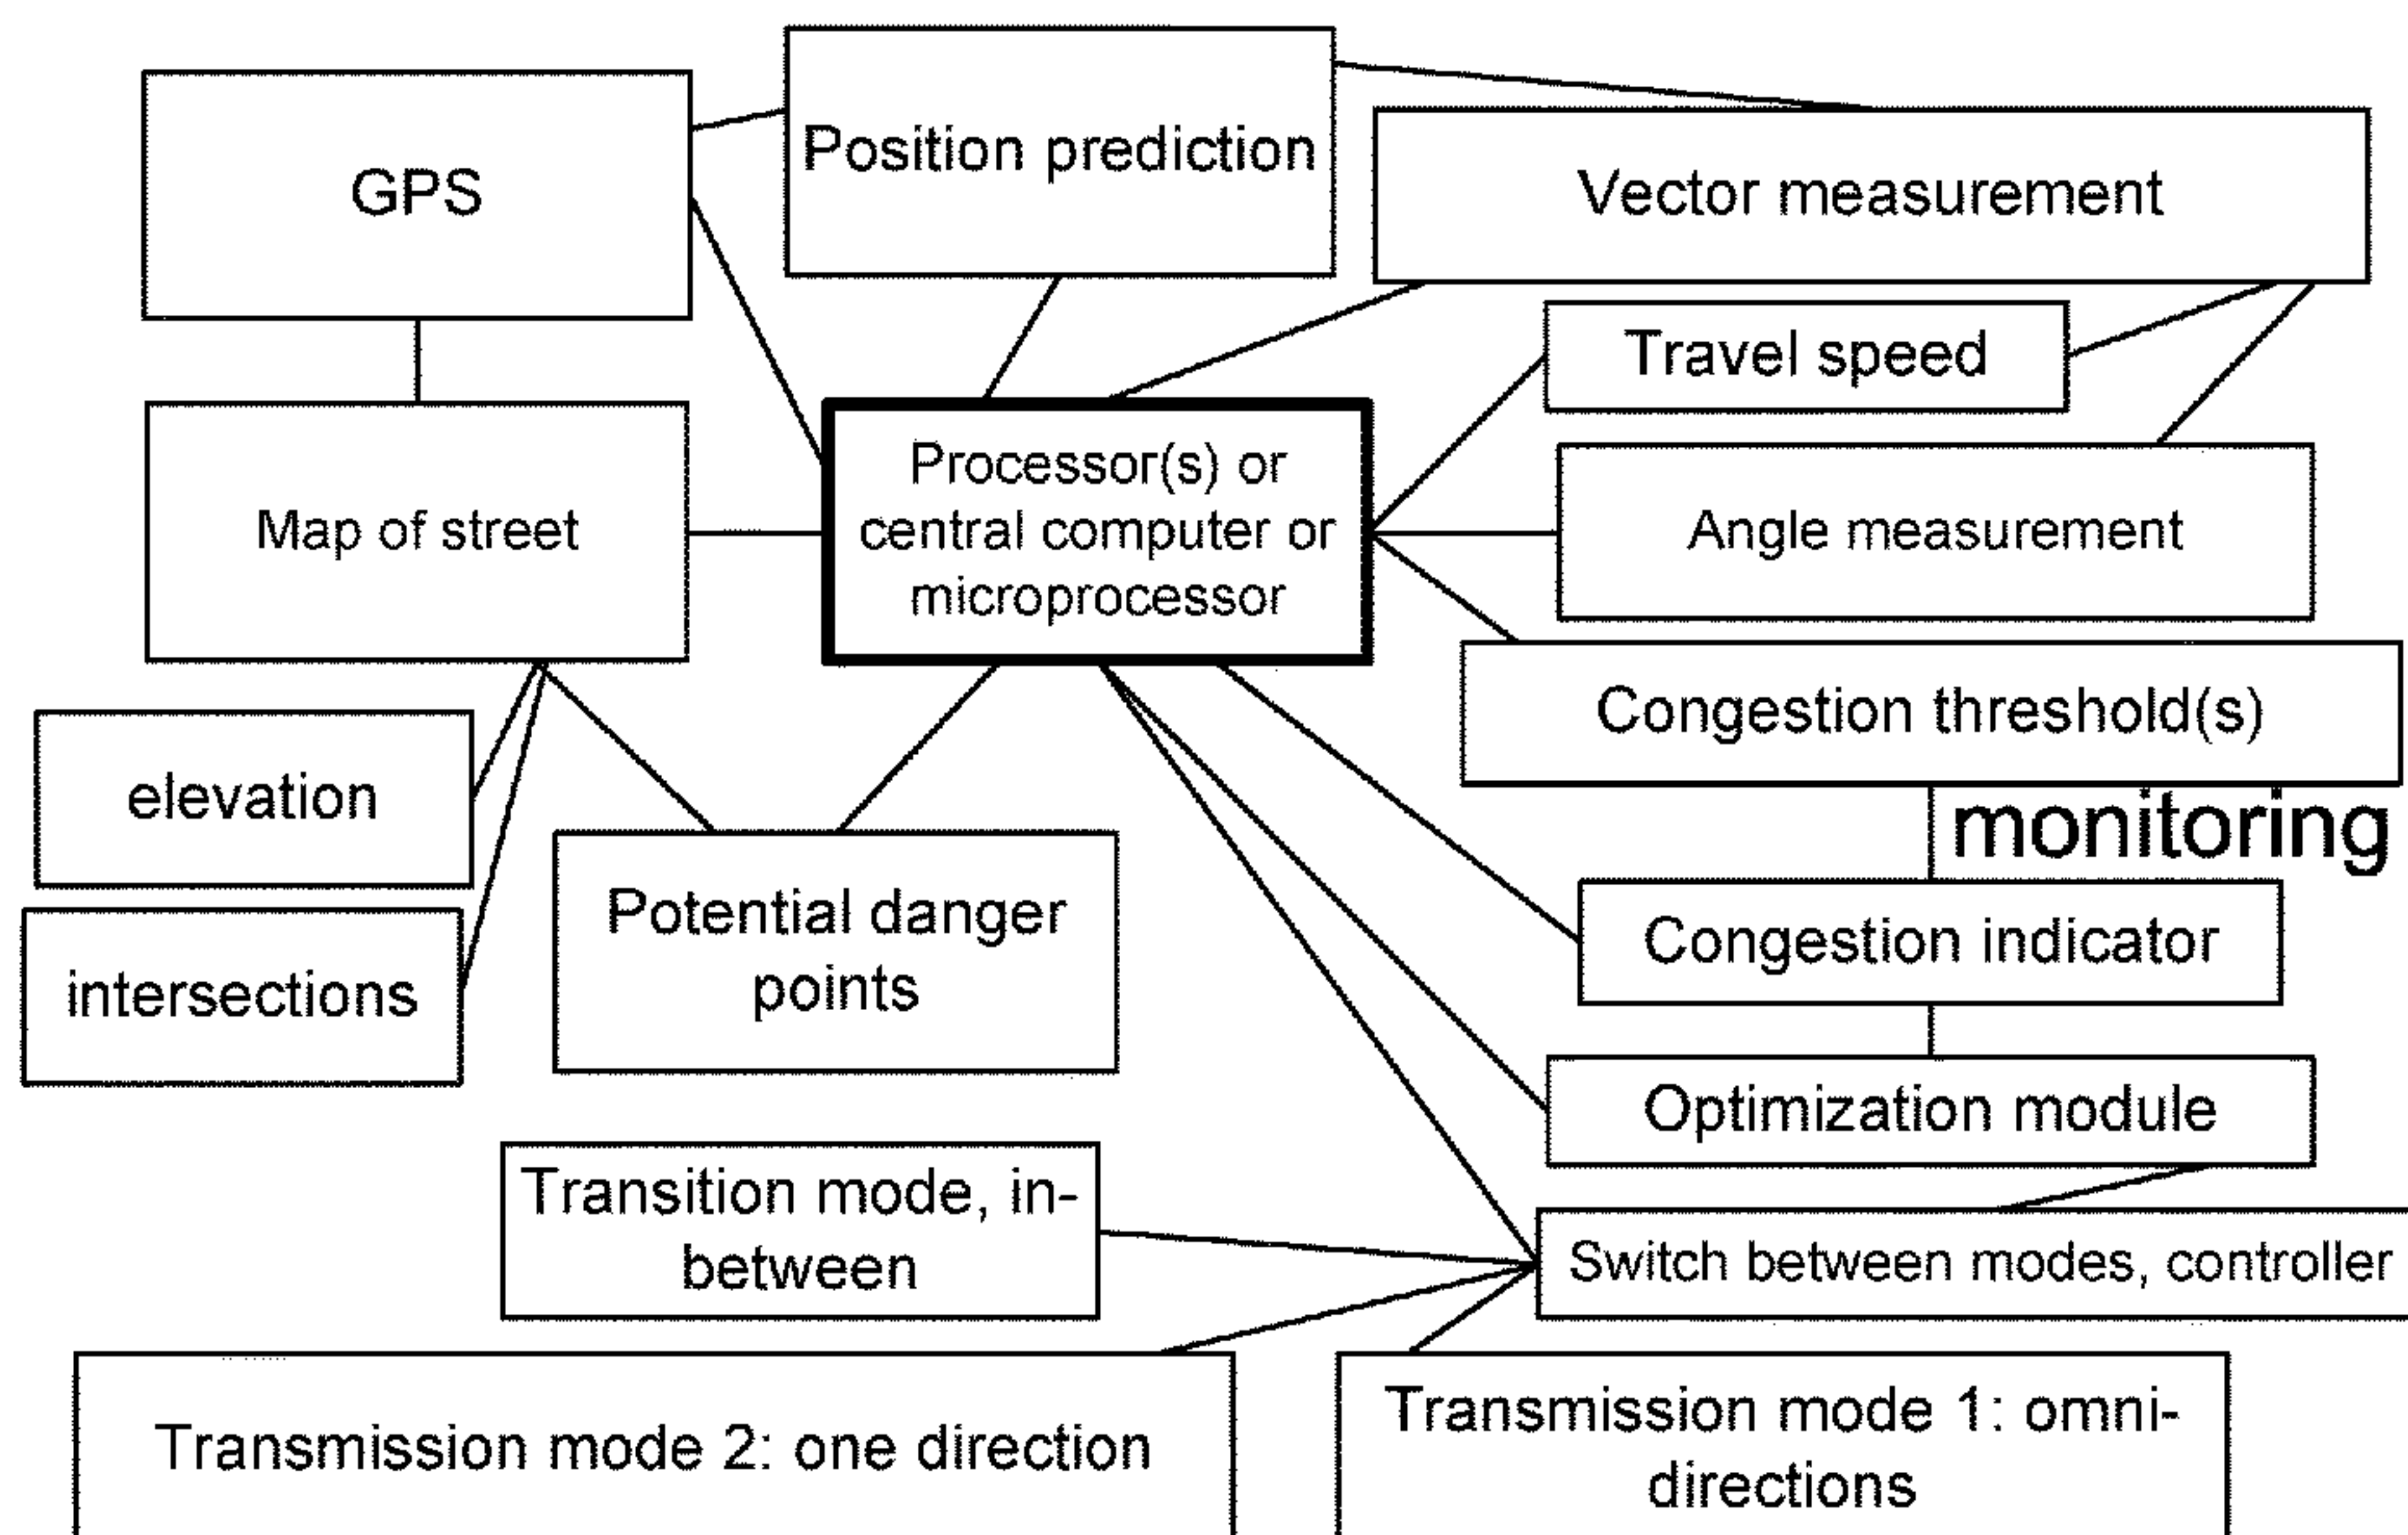 GPS
Position prediction
Vector measurement
Travel speed
Map of street
Processor(s) or
central computer or
microprocessor
Angle measurement
Congestion threshold(s)
monitoring
elevation
intersections
Potential danger
points
Congestion indicator
Optimization module
Transition mode, in-
between
Switch between modes, controller
Transmission mode 2: one direction
Transmission mode 1: omni-
directions